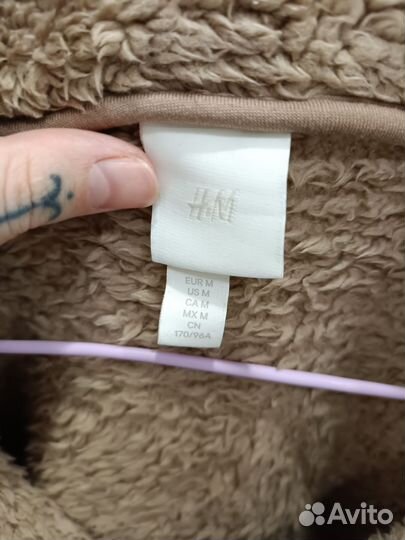 H&M
EUR M
US M
CA M
MX M
CN
170/96A
Avito